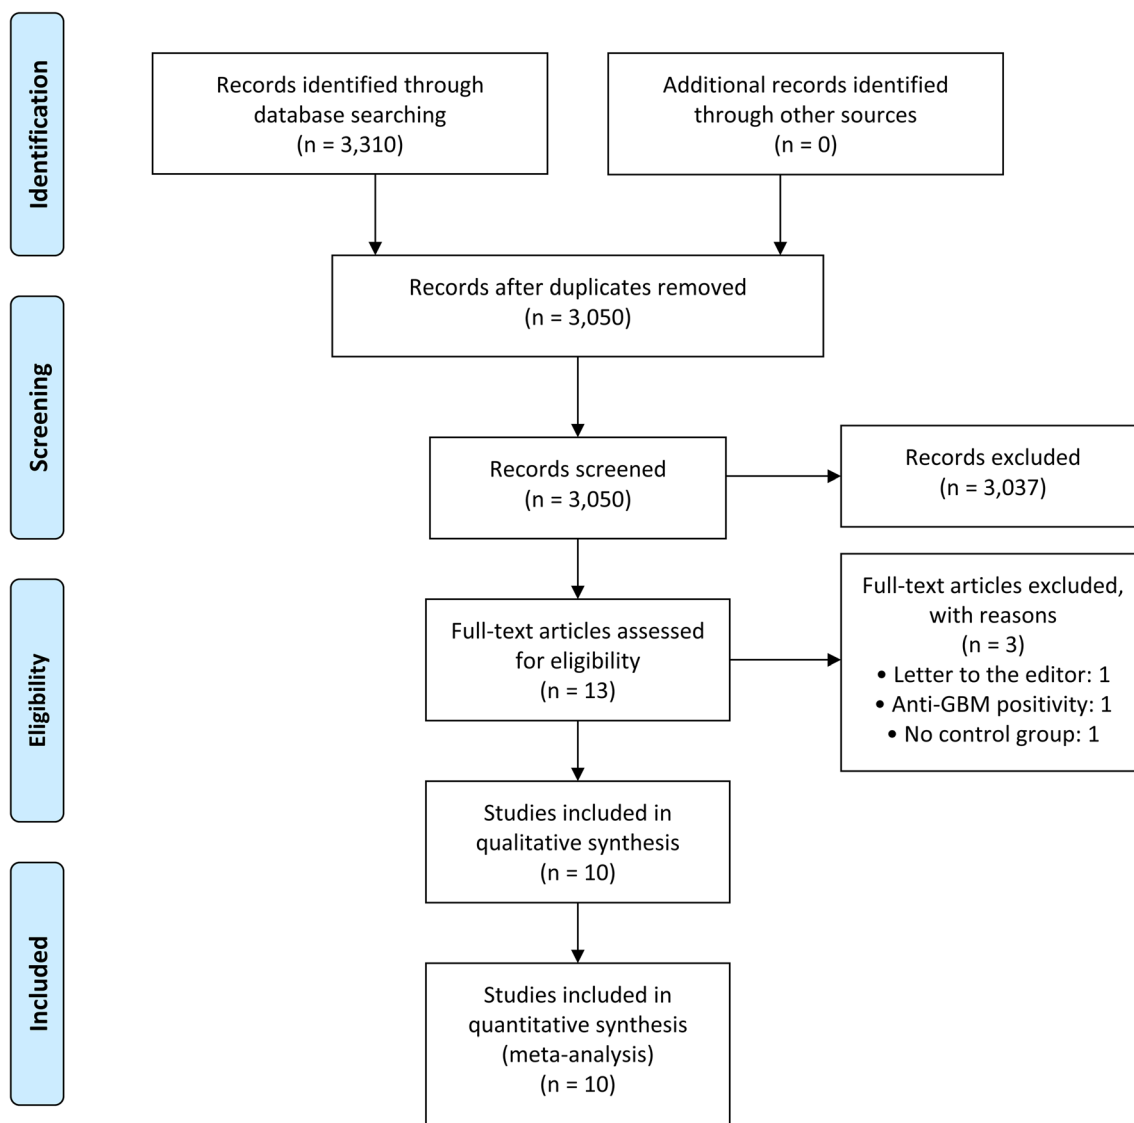 Identification
Records identified through
database searching
(n = 3,310)
Additional records identified
through other sources
(n = 0)
Records after duplicates removed
(n = 3,050)
Screening
Records screened
(n = 3,050)
Records excluded
(n = 3,037)
Eligibility
Full-text articles assessed
for eligibility
(n = 13)
Full-text articles excluded,
with reasons
(n = 3)
• Letter to the editor: 1
• Anti-GBM positivity: 1
• No control group: 1
Studies included in
qualitative synthesis
(n = 10)
Included
Studies included in
quantitative synthesis
(meta-analysis)
(n = 10)